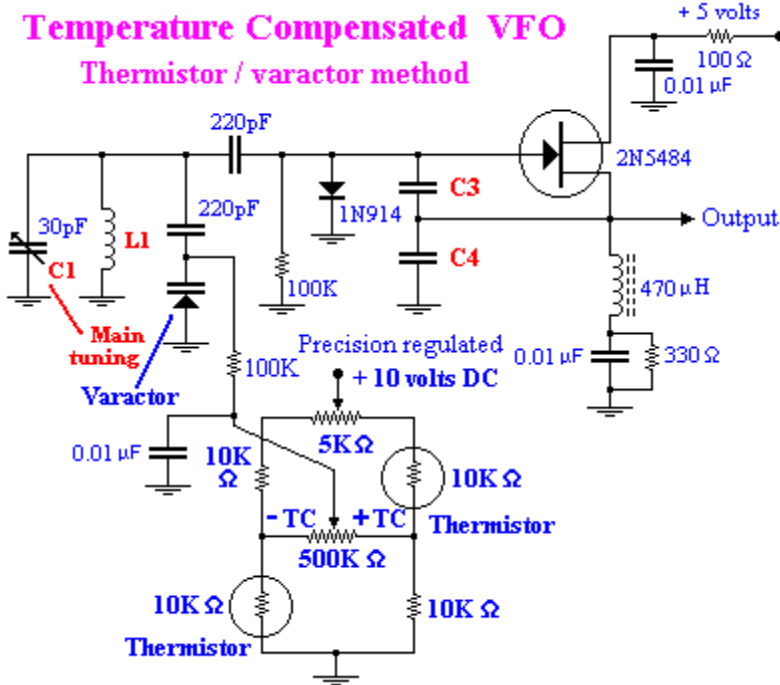 Temperature Compensated VFO
Thermistor / varactor method
+ 5 volts
100 Ω
0.01 µF
220pF
2N5484
30pF
L1
220pF
1N914
C3
Output
C1
C4
100K
470 µH
Main
tuning
Precision regulated
0.01 µF
330 Ω
Varactor
100K
+ 10 volts DC
0.01 µF
10K
Ω
5K Ω
10K Ω
Thermistor
- TC
+ TC
500K Ω
10K Ω
10K Ω
Thermistor